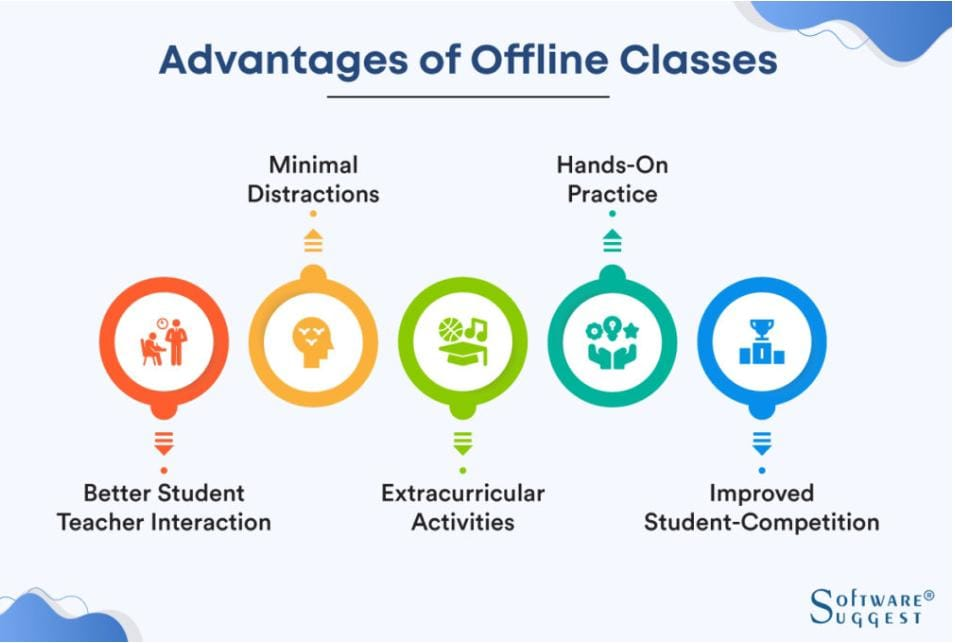 Advantages of Offline Classes
Minimal
Distractions
Hands-On
Practice
1
Better Student
Teacher Interaction
Extracurricular
Activities
Improved
Student-Competition
SOFTWARE®
SUGGEST